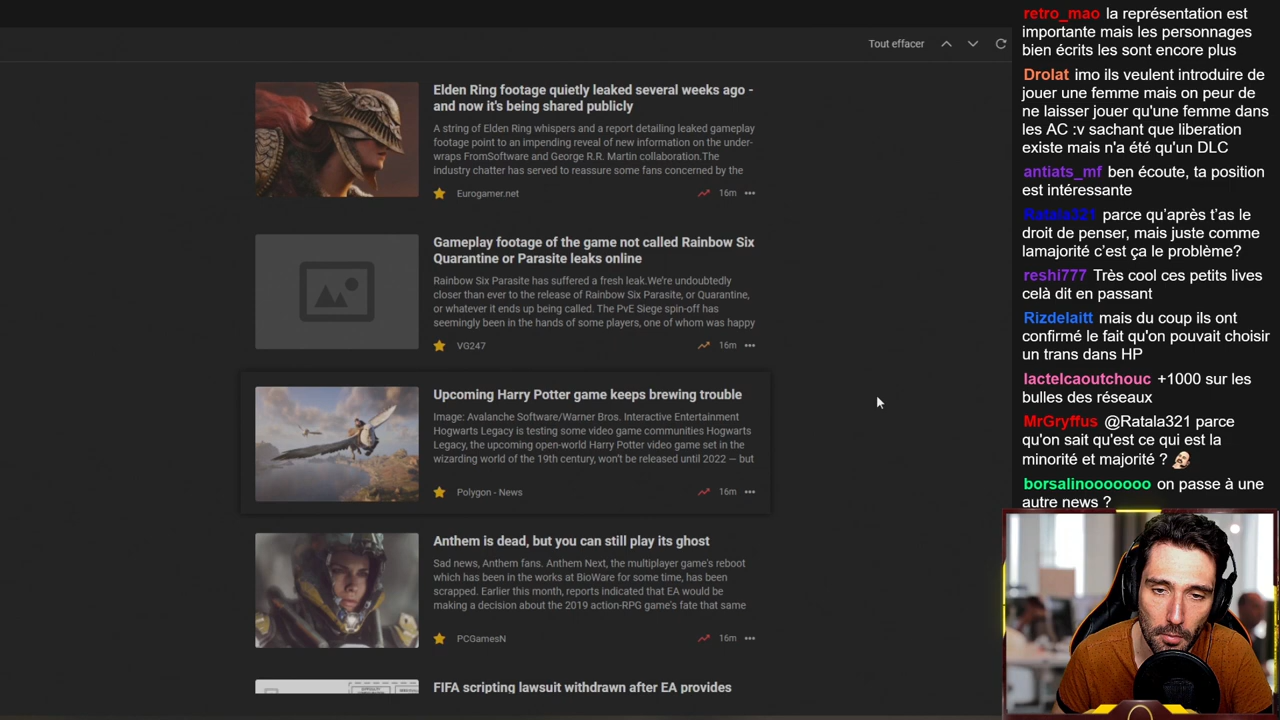 Tout effacer
Elden Ring footage quietly leaked several weeks ago -
and now it's being shared publicly
A string of Elden Ring whispers and a report detailing leaked gameplay
footage point to an impending reveal of new information on the under-
wraps FromSoftware and George R.R. Martin collaboration.The
industry chatter has served to reassure some fans concerned by the
Eurogamer.net
16m
Gameplay footage of the game not called Rainbow Six
Quarantine or Parasite leaks online
Rainbow Six Parasite has suffered a fresh leak.We're undoubtedly
closer than ever to the release of Rainbow Six Parasite, or Quarantine,
or whatever it ends up being called. The PvE Siege spin-off has
seemingly been in the hands of some players, one of whom was happy
VG247
16m
Upcoming Harry Potter game keeps brewing trouble
Image: Avalanche Software/Warner Bros. Interactive Entertainment
Hogwarts Legacy is testing some video game communities Hogwarts
Legacy, the upcoming open-world Harry Potter video game set in the
wizarding world of the 19th century, won't be released until 2022 — but
Polygon - News
16m
Anthem is dead, but you can still play its ghost
Sad news, Anthem fans. Anthem Next, the multiplayer game's reboot
which has been in the works at BioWare for some time, has been
scrapped. Earlier this month, reports indicated that EA would be
making a decision about the 2019 action-RPG game's fate that same
PCGamesN
16m
FIFA scripting lawsuit withdrawn after EA provides
retro_mao la représentation est
importante mais les personnages
bien écrits les sont encore plus
Drolat imo ils veulent introduire de
jouer une femme mais on peur de
ne laisser jouer qu'une femme dans
les AC :v sachant que liberation
existe mais n'a été qu'un DLC
antiats_mf ben écoute, ta position
est intéressante
Ratala321 parce qu'après t'as le
droit de penser, mais juste comme
lamajorité c'est ça le problème?
reshi777 Très cool ces petits lives
celà dit en passant
Rizdelaitt mais du coup ils ont
confirmé le fait qu'on pouvait choisir
un trans dans HP
lactelcaoutchouc +1000 sur les
bulles des réseaux
MrGryffus @Ratala321 parce
qu'on sait qu'est ce qui est la
minorité et majorité ?
borsalinooooooo on passe à une
autre news ?